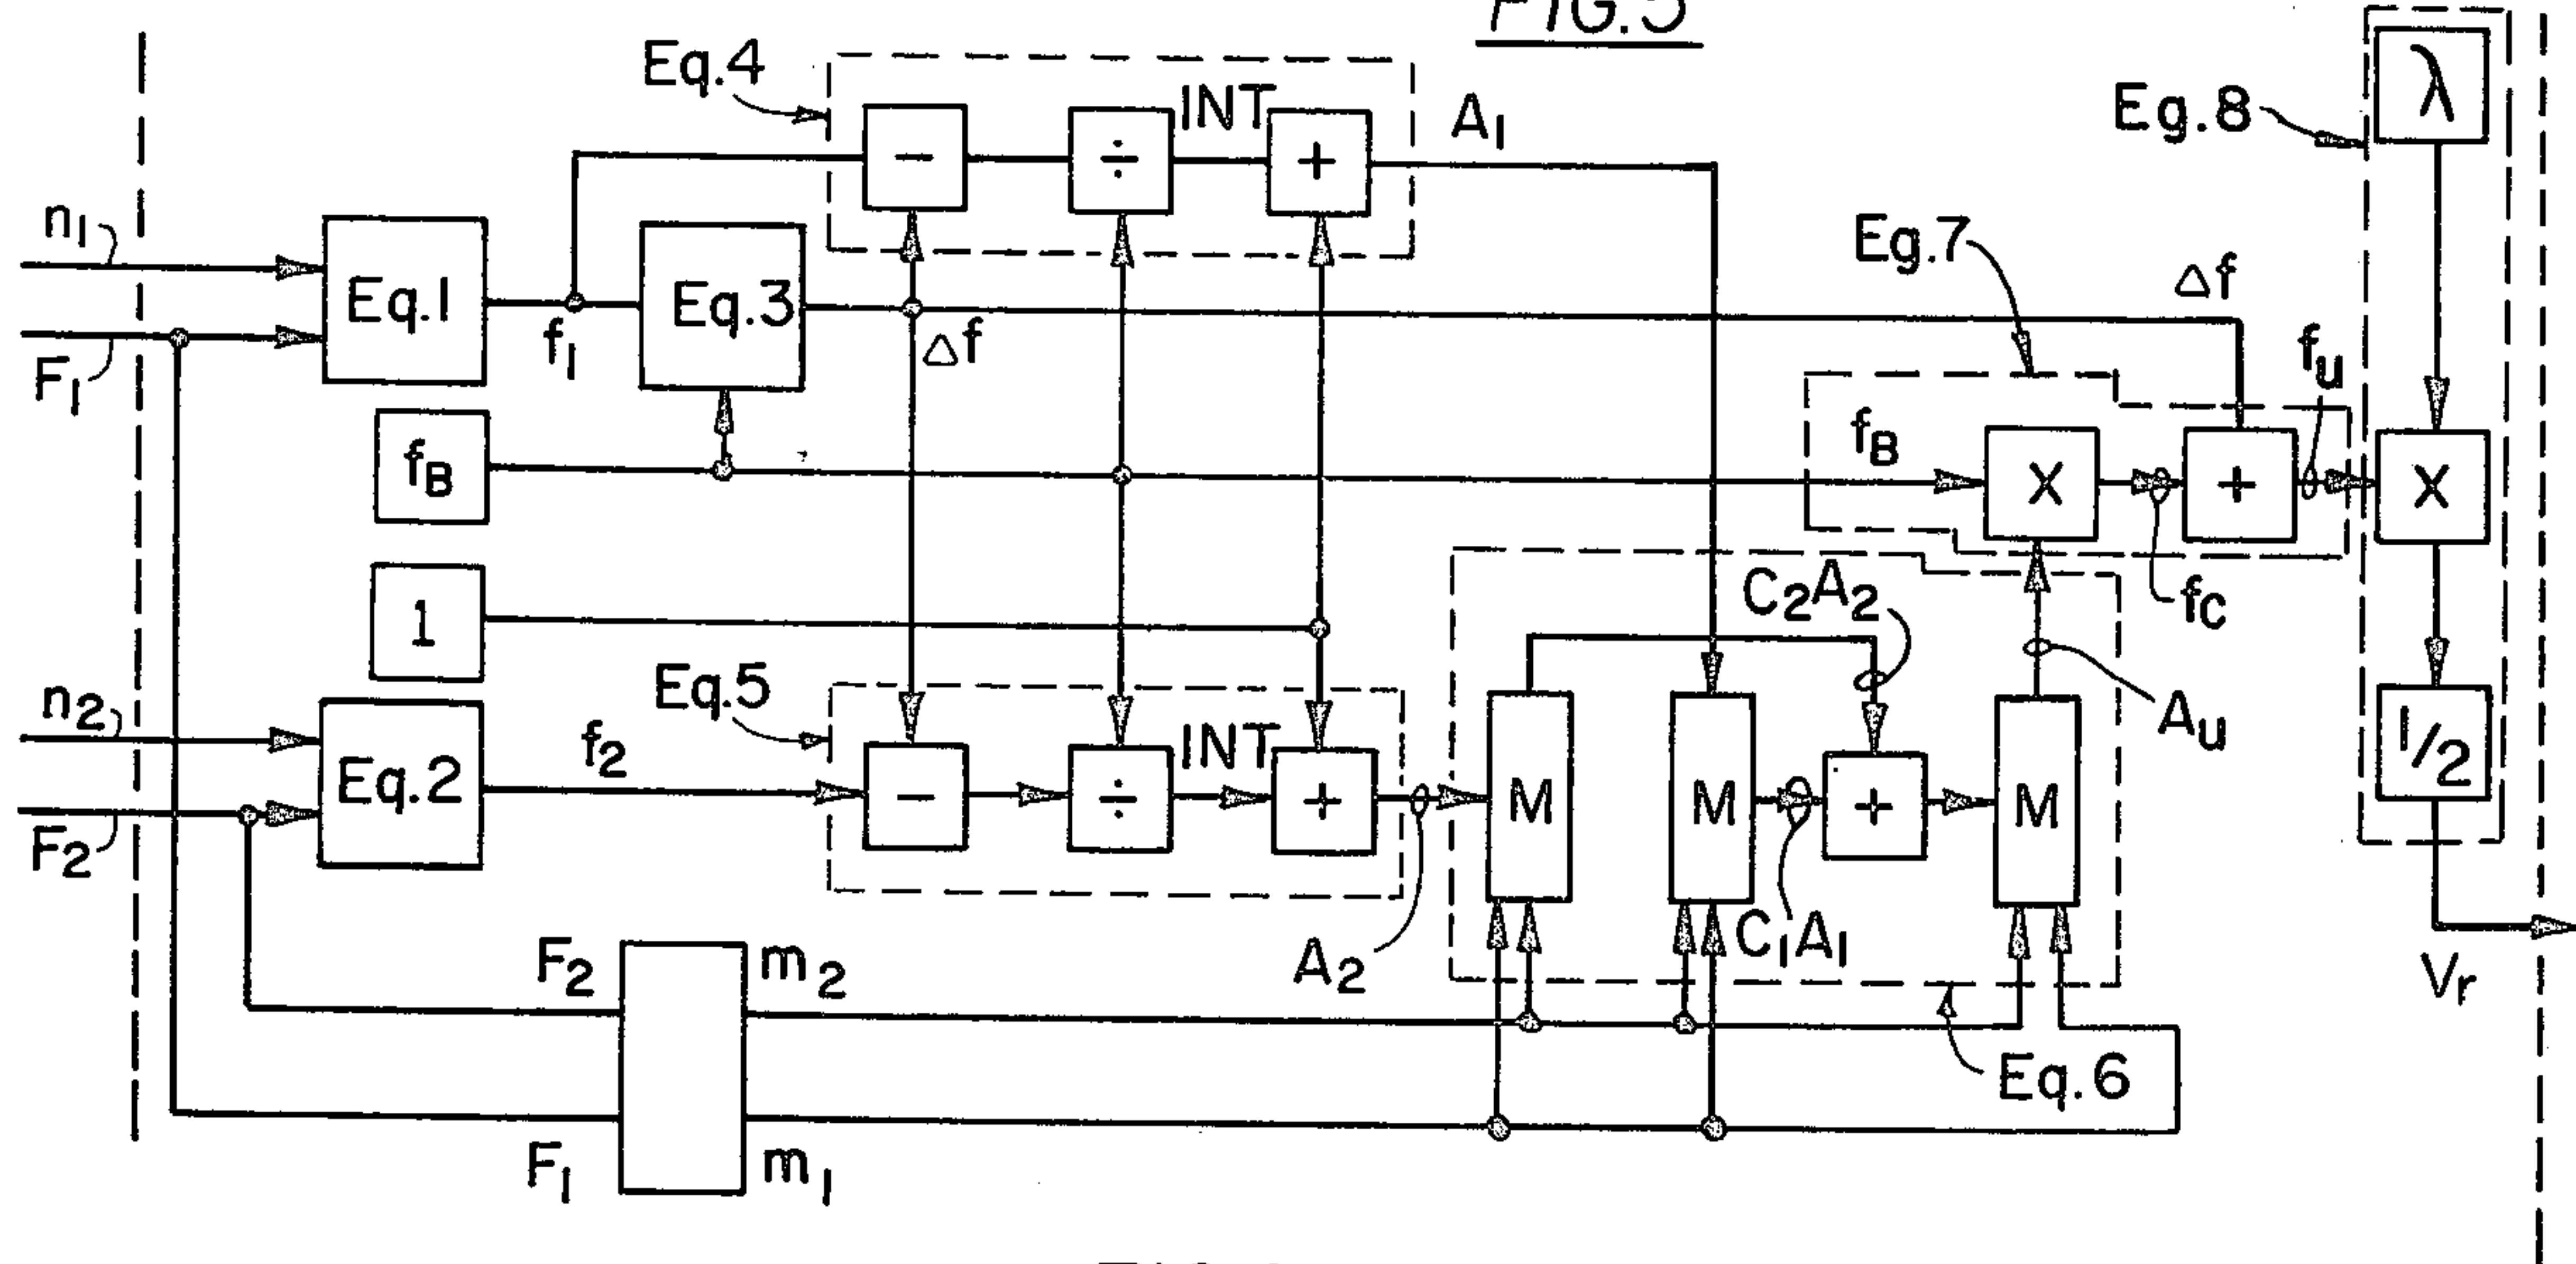 FIG.5
Eq.4
INT
A1
Eg.8
λ
−
÷
+
n1
Eq.1
Eq.3
Eg.7
Δf
F1
f1
Δf
fu
fB
fB
X
+
X
1
C2A2
fC
n2
Eq.5
f2
INT
Au
Eq.2
−
÷
+
M
M
+
M
1/2
F2
A2
C1A1
F2
m2
Vr
Eq.6
F1
m1